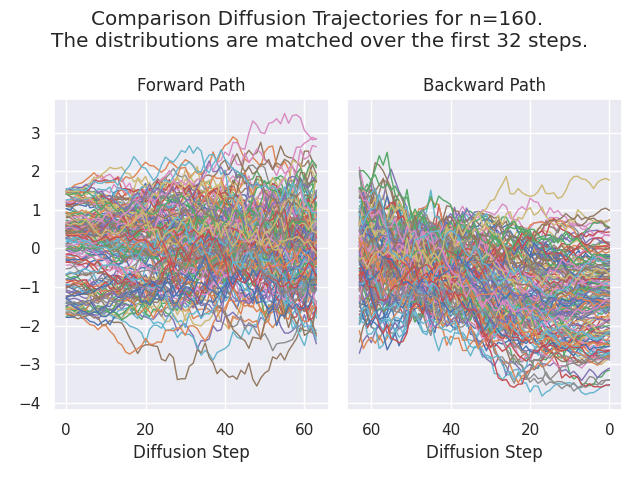 Comparison Diffusion Trajectories for n=160.
The distributions are matched over the first 32 steps.
Forward Path
Backward Path
3
2
1
0
−1
−2
−3
−4
0 20 40 60
60 40 20 0
Diffusion Step
Diffusion Step